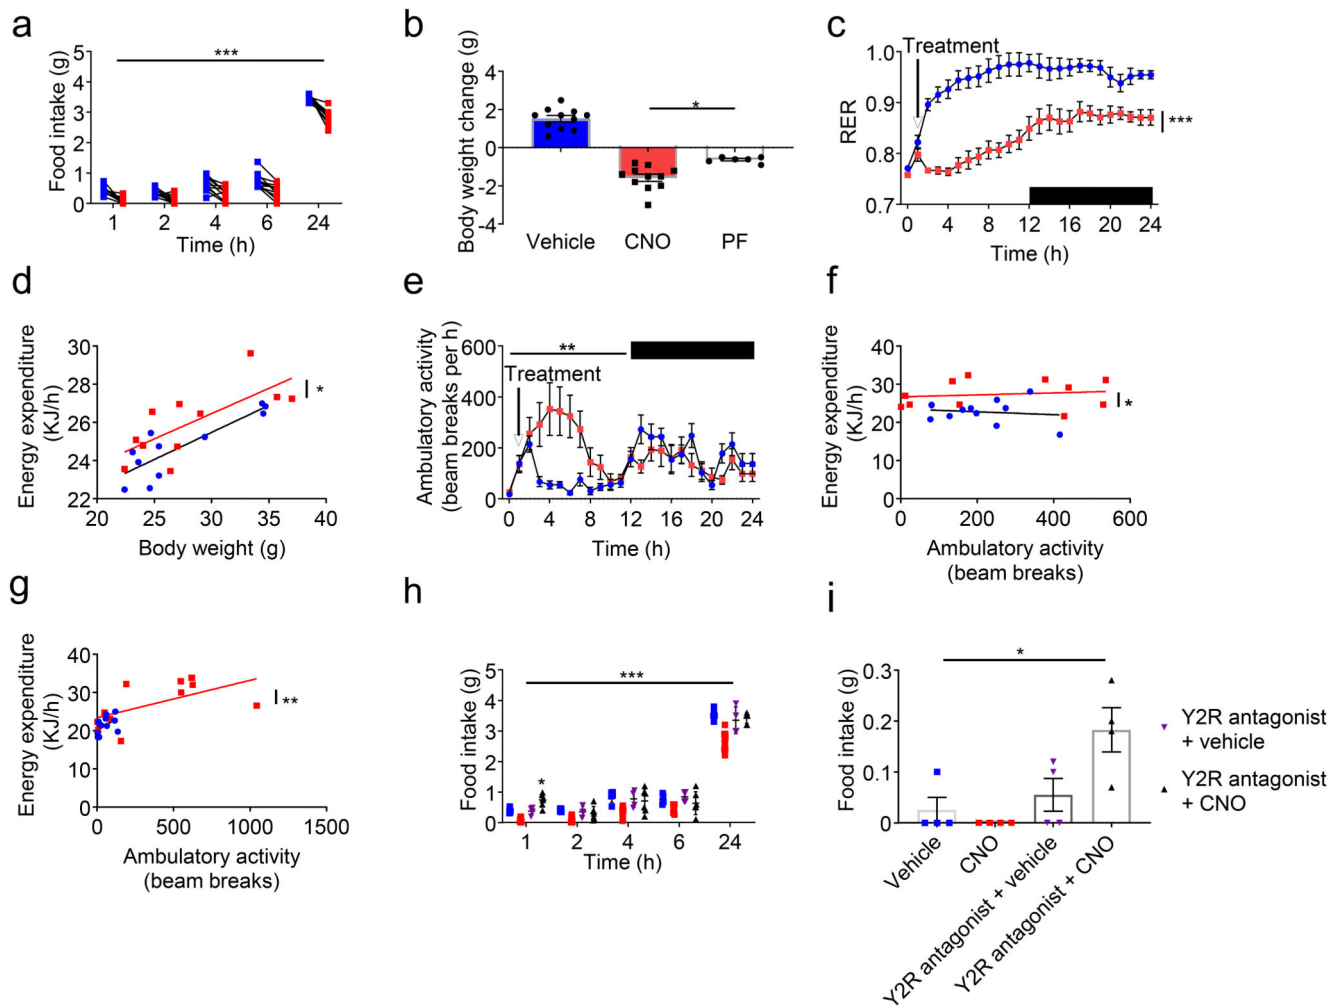 a
***
Food intake (g)
5
4
3
2
1
0
1 2 4 6 24
Time (h)
b
Body weight change (g)
4
2
0
-2
-4
*
Vehicle CNO PF
c
Treatment
RER
1.0
0.9
0.8
0.7
***
0 4 8 12 16 20 24
Time (h)
d
Energy expenditure
(KJ/h)
30
28
26
24
22
*
20 25 30 35 40
Body weight (g)
e
Ambulatory activity
(beam breaks per h)
600
400
200
0
**
Treatment
0 4 8 12 16 20 24
Time (h)
f
Energy expenditure
(KJ/h)
40
30
20
10
0
*
0 200 400 600
Ambulatory activity
(beam breaks)
g
Energy expenditure
(KJ/h)
40
30
20
10
0
**
0 500 1000 1500
Ambulatory activity
(beam breaks)
h
Food intake (g)
5
4
3
2
1
0
***
*
1 2 4 6 24
Time (h)
i
Food intake (g)
0.3
0.2
0.1
0
*
Vehicle
CNO
Y2R antagonist + vehicle
Y2R antagonist + CNO
Y2R antagonist
+ vehicle
Y2R antagonist
+ CNO